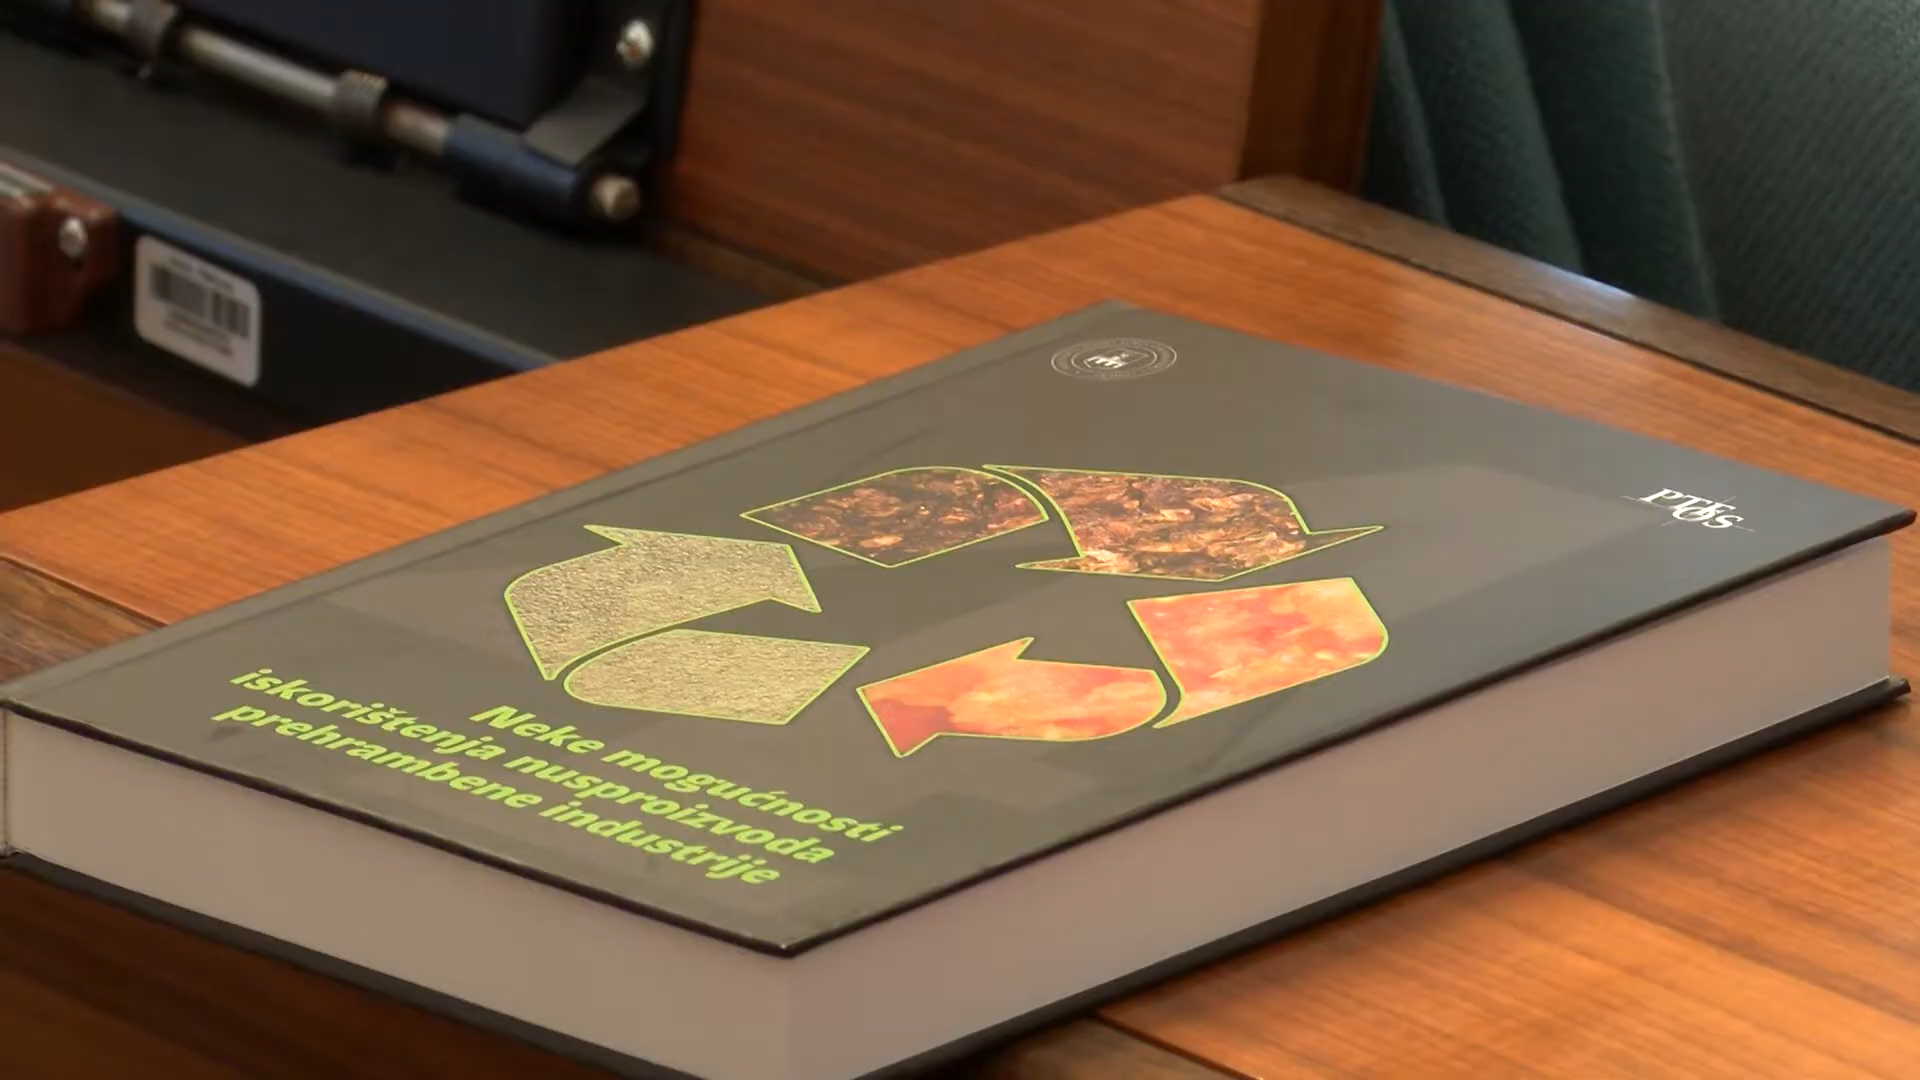 PTFOS
Neke mogućnosti
iskorištenja nusproizvoda
prehrambene industrije